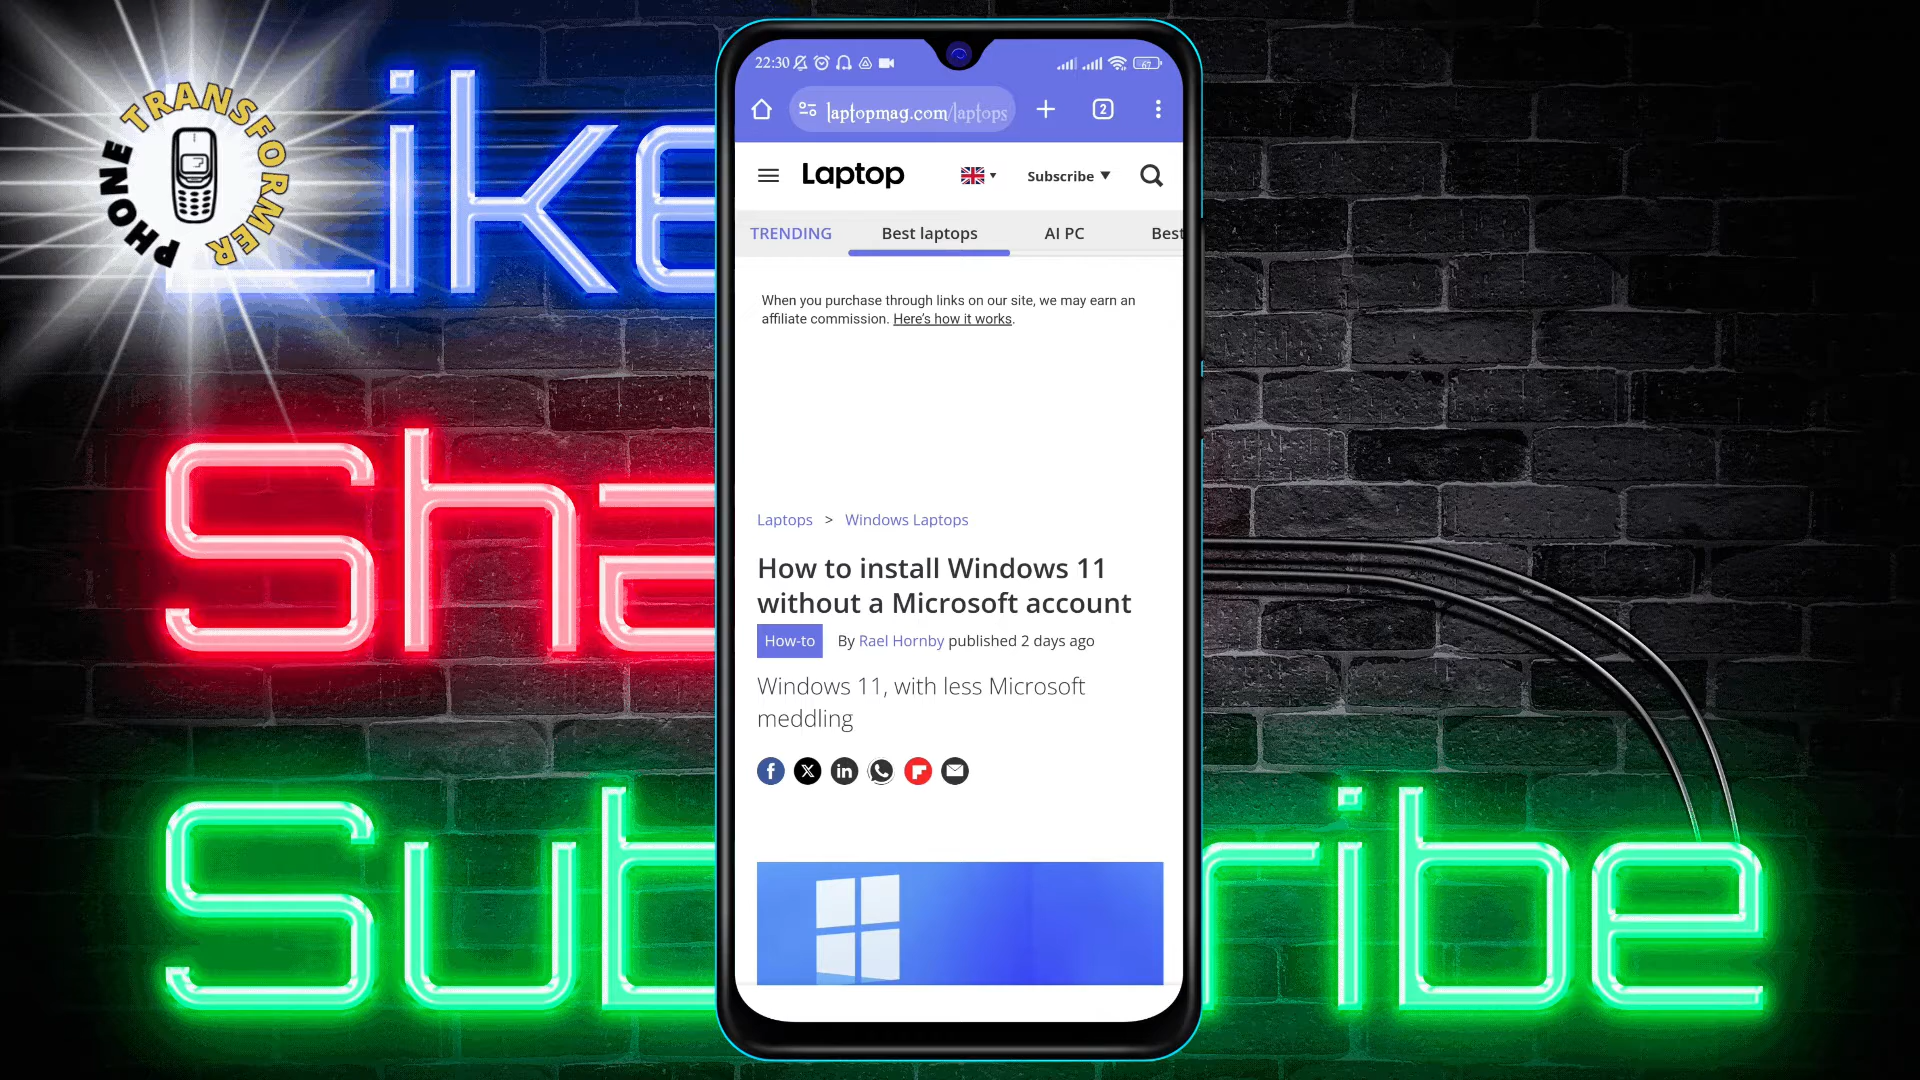 PHONE TRANSFORMER
Like
Sha
Sub
ribe
22:30
67
laptopmag.com/laptops
2
Laptop
Subscribe
TRENDING
Best laptops
AI PC
Best
When you purchase through links on our site, we may earn an
affiliate commission. Here's how it works.
Laptops > Windows Laptops
How to install Windows 11
without a Microsoft account
How-to
By Rael Hornby published 2 days ago
Windows 11, with less Microsoft
meddling